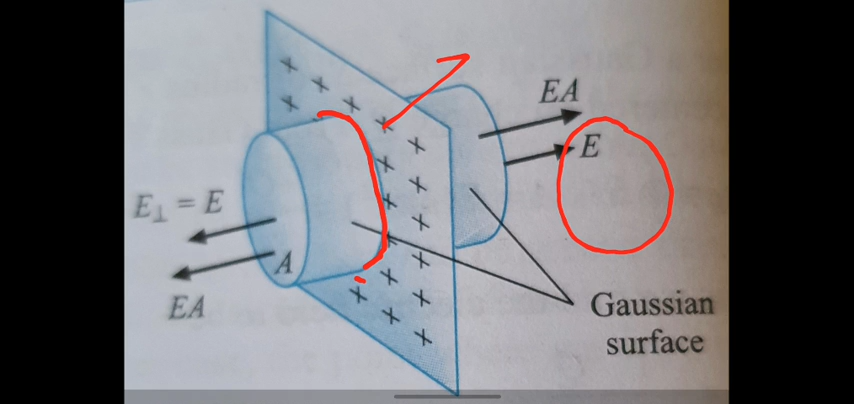 EA
E
E⊥ = E
A
EA
Gaussian
surface